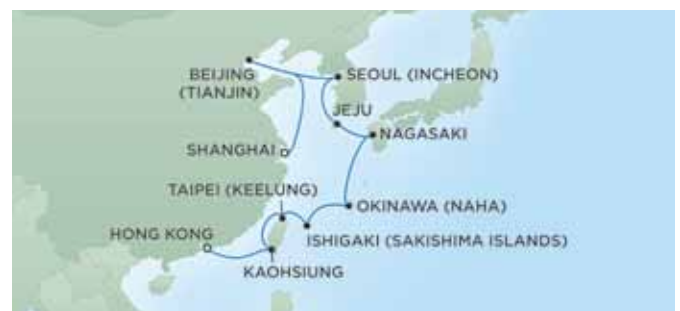 BEIJING
(TIANJIN)
SEOUL (INCHEON)
JEJU
NAGASAKI
SHANGHAI
TAIPEI (KEELUNG)
OKINAWA (NAHA)
HONG KONG
ISHIGAKI (SAKISHIMA ISLANDS)
KAOHSIUNG